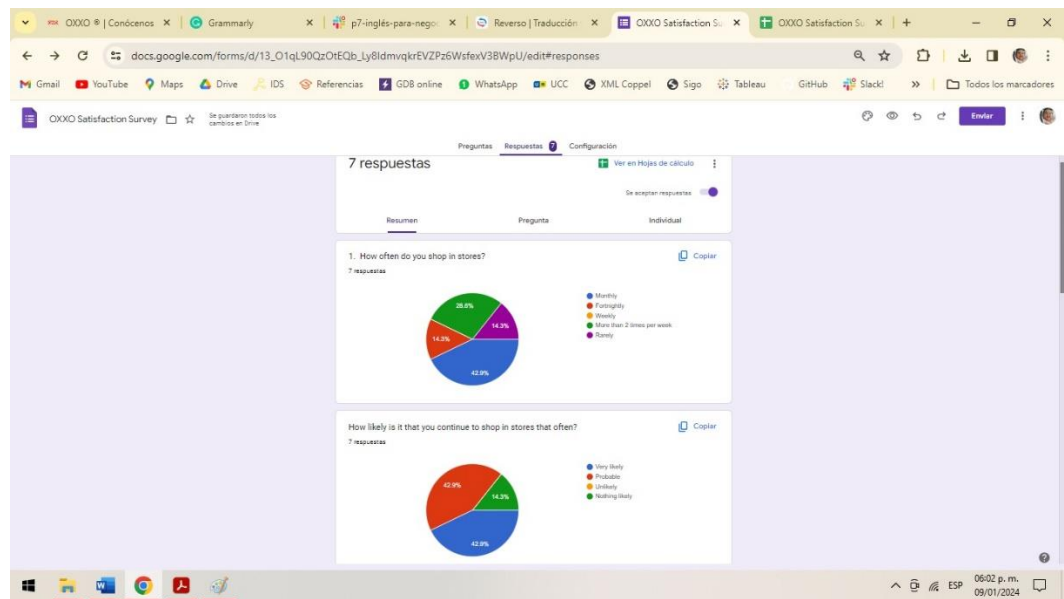 OXXO ® | Conócenos
Grammarly
p7-inglés-para-nego
Reverso | Traducción
OXXO Satisfaction Su
OXXO Satisfaction Su
docs.google.com/forms/d/13_O1qL90QzOtEQb_Ly8IdmvqkrEVZPz6WsfexV3BWpU/edit#responses
Gmail
YouTube
Maps
Drive
IDS
Referencias
GDB online
WhatsApp
UCC
XML Coppel
Sigo
Tableau
GitHub
Slack!
»
Todos los marcadores
OXXO Satisfaction Survey
Se guardaron todos los
cambios en Drive
Enviar
Preguntas
Respuestas 7
Configuración
7 respuestas
Ver en Hojas de cálculo
Se aceptan respuestas
Resumen
Pregunta
Individual
1. How often do you shop in stores?
Copiar
7 respuestas
28.6%
14.3%
14.3%
42.9%
Monthly
Fortnightly
Weekly
More than 2 times per week
Rarely
How likely is it that you continue to shop in stores that often?
Copiar
7 respuestas
42.9%
14.3%
42.9%
Very likely
Probable
Unlikely
Nothing likely
ESP
06:02 p. m.
09/01/2024